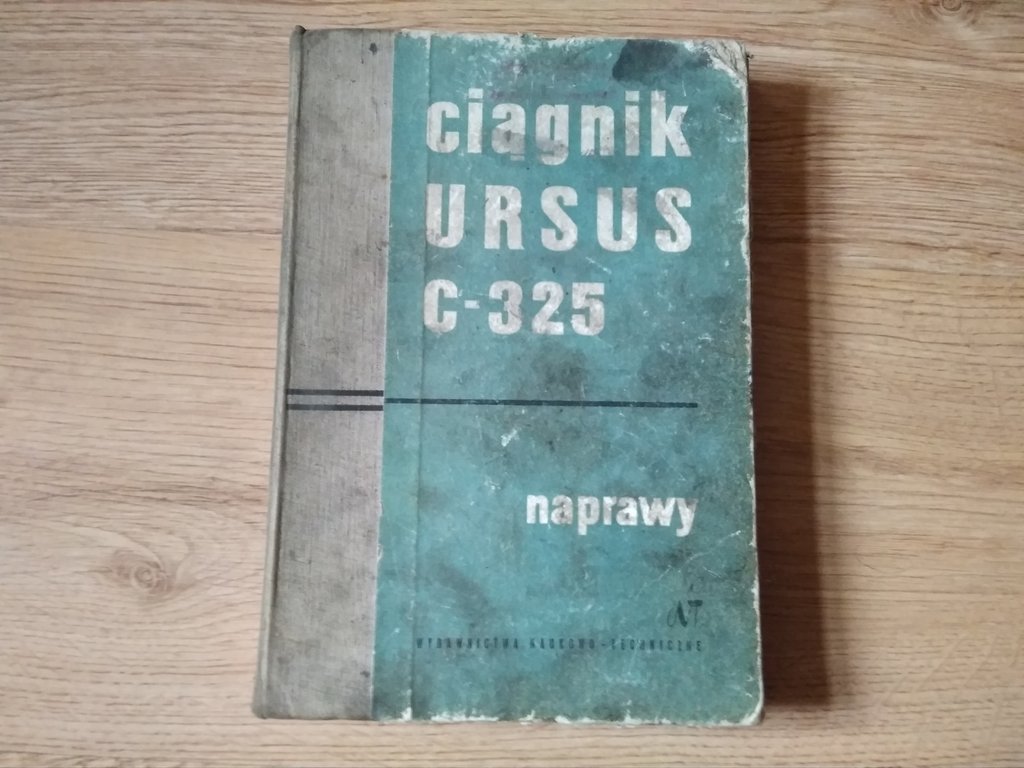 ciągnik
URSUS
C-325
naprawy
WYDAWNICTWA NAUKOWO-TECHNICZNE